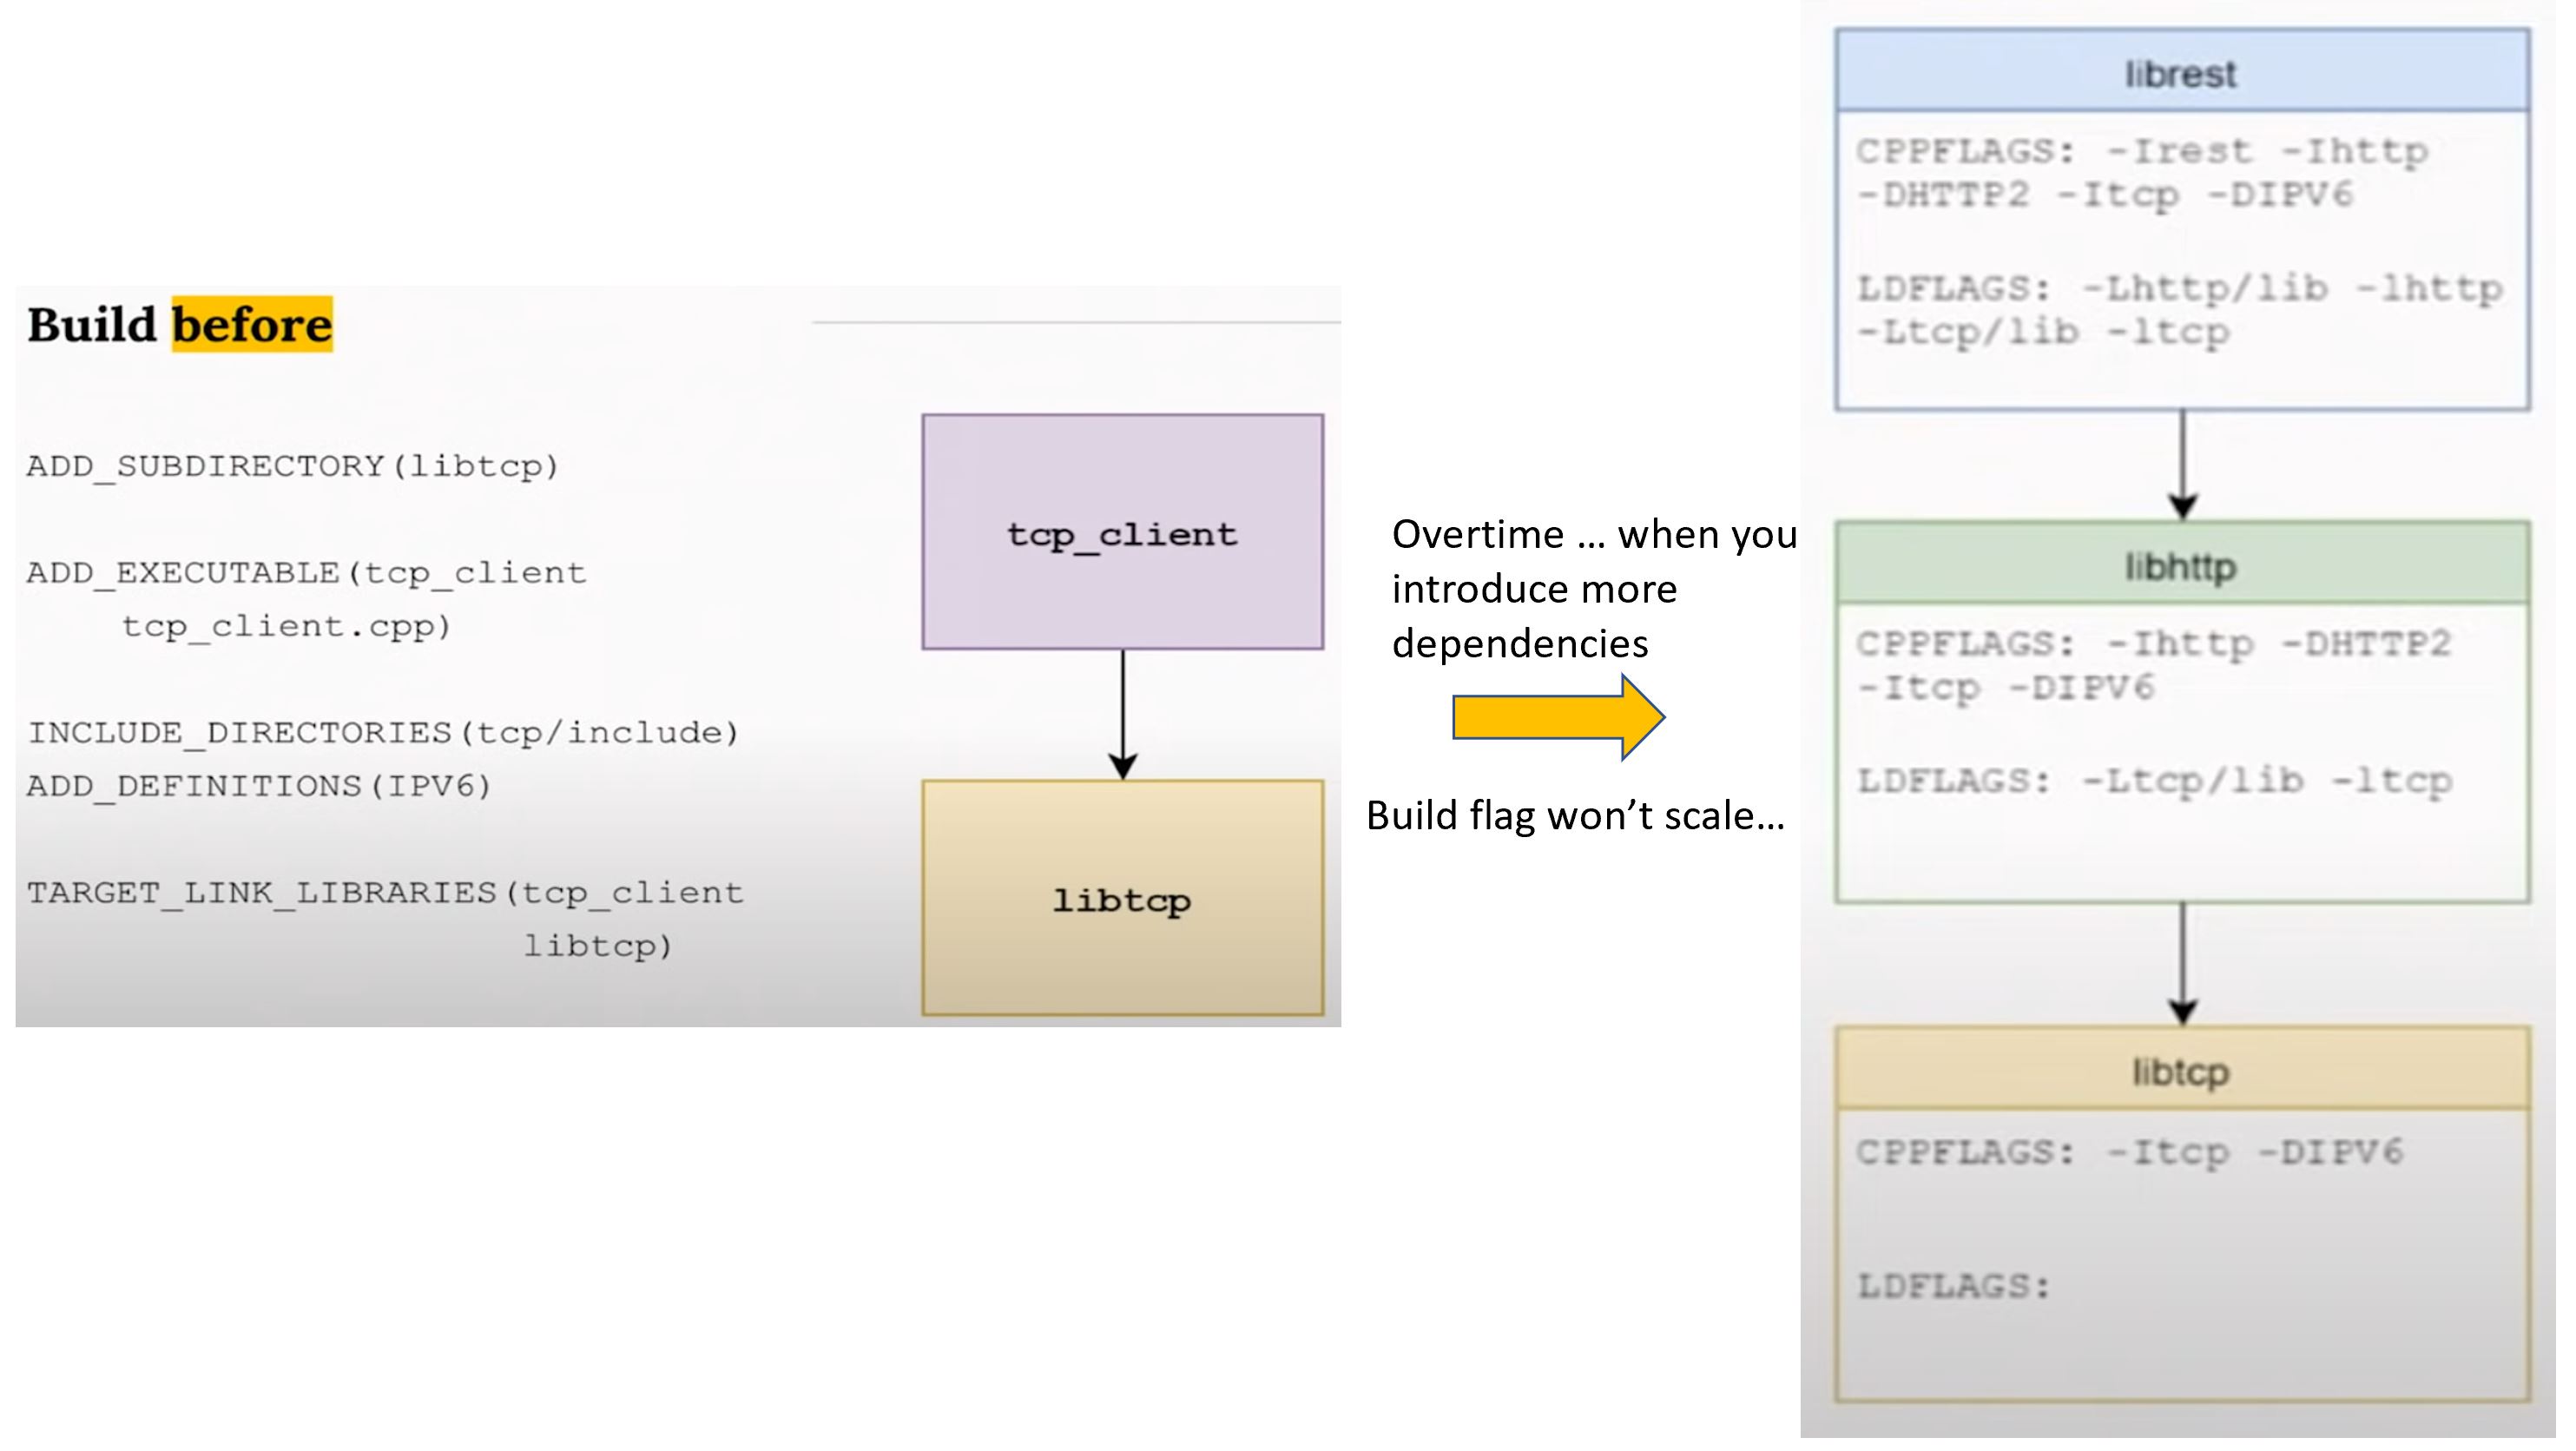 Build before
ADD_SUBDIRECTORY(libtcp)
ADD_EXECUTABLE(tcp_client
tcp_client.cpp)
INCLUDE_DIRECTORIES(tcp/include)
ADD_DEFINITIONS(IPV6)
TARGET_LINK_LIBRARIES(tcp_client
libtcp)
tcp_client
libtcp
Overtime … when you
introduce more
dependencies
Build flag won’t scale…
librest
CPPFLAGS: -Irest -Ihttp
-DHTTP2 -Itcp -DIPV6
LDFLAGS: -Lhttp/lib -lhttp
-Ltcp/lib -ltcp
libhttp
CPPFLAGS: -Ihttp -DHTTP2
-Itcp -DIPV6
LDFLAGS: -Ltcp/lib -ltcp
libtcp
CPPFLAGS: -Itcp -DIPV6
LDFLAGS: